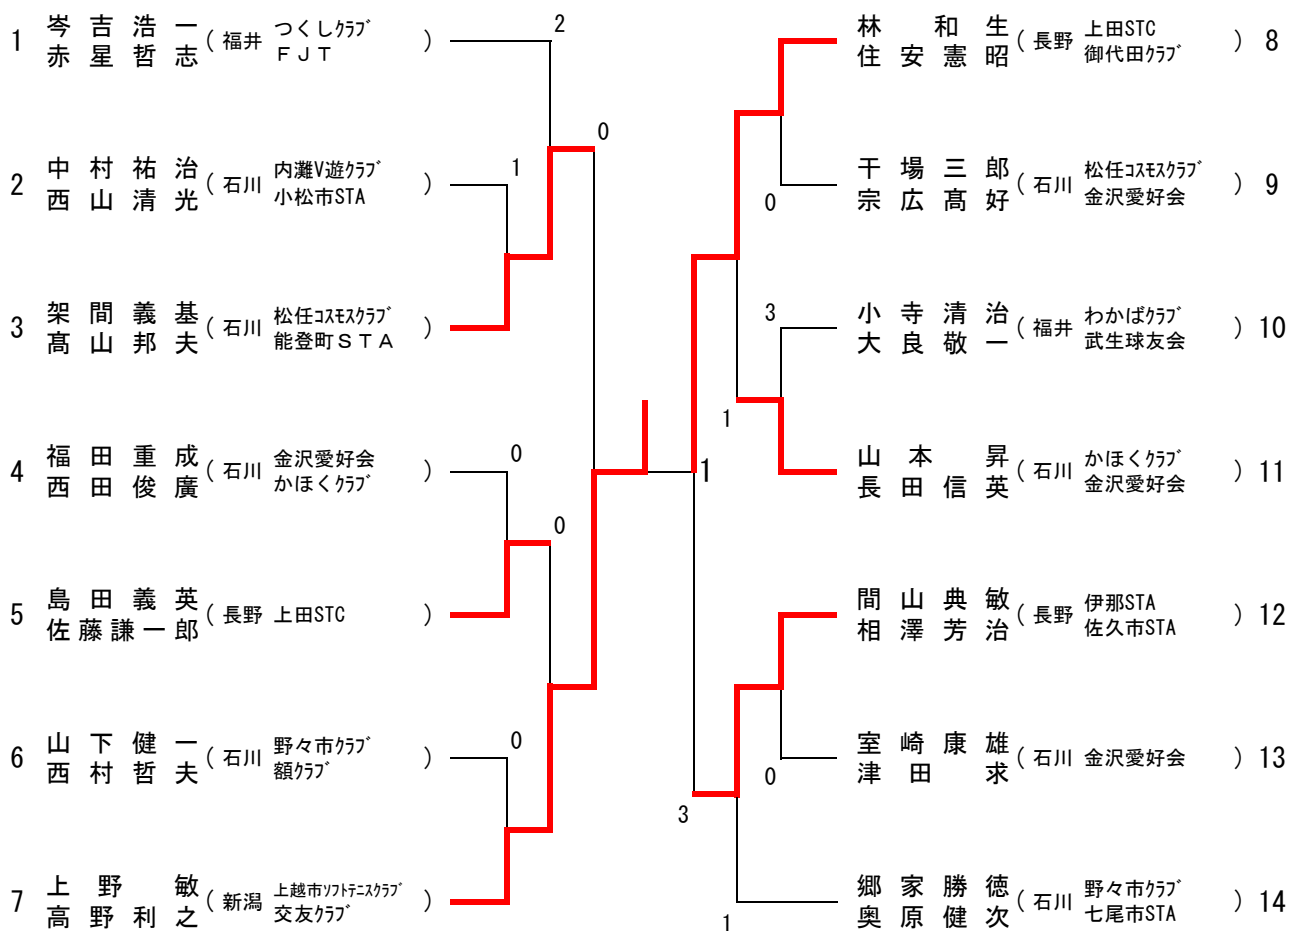 1 岑吉浩一 赤星哲志 ( 福井 つくしｸﾗﾌﾞ ＦＪＴ )
2
2 中村祐治 西山清光 ( 石川 内灘V遊ｸﾗﾌﾞ 小松市STA )
1
0
3 架間義基 髙山邦夫 ( 石川 松任ｺｽﾓｽｸﾗﾌﾞ 能登町ＳＴＡ )
4 福田重成 西田俊廣 ( 石川 金沢愛好会 かほくｸﾗﾌﾞ )
0
0
5 島田義英 佐藤謙一郎 ( 長野 上田STC )
6 山下健一 西村哲夫 ( 石川 野々市ｸﾗﾌﾞ 額ｸﾗﾌﾞ )
0
7 上野敏 高野利之 ( 新潟 上越市ｿﾌﾄﾃﾆｽｸﾗﾌﾞ 交友ｸﾗﾌﾞ )
1
林和生 住安憲昭 ( 長野 上田STC 御代田ｸﾗﾌﾞ ) 8
干場三郎 宗広髙好 ( 石川 松任ｺｽﾓｽｸﾗﾌﾞ 金沢愛好会 ) 9
0
3
小寺清治 大良敬一 ( 福井 わかばｸﾗﾌﾞ 武生球友会 ) 10
1
山本昇 長田信英 ( 石川 かほくｸﾗﾌﾞ 金沢愛好会 ) 11
間山典敏 相澤芳治 ( 長野 伊那STA 佐久市STA ) 12
室崎康雄 津田求 ( 石川 金沢愛好会 ) 13
0
3
郷家勝徳 奥原健次 ( 石川 野々市ｸﾗﾌﾞ 七尾市STA ) 14
1